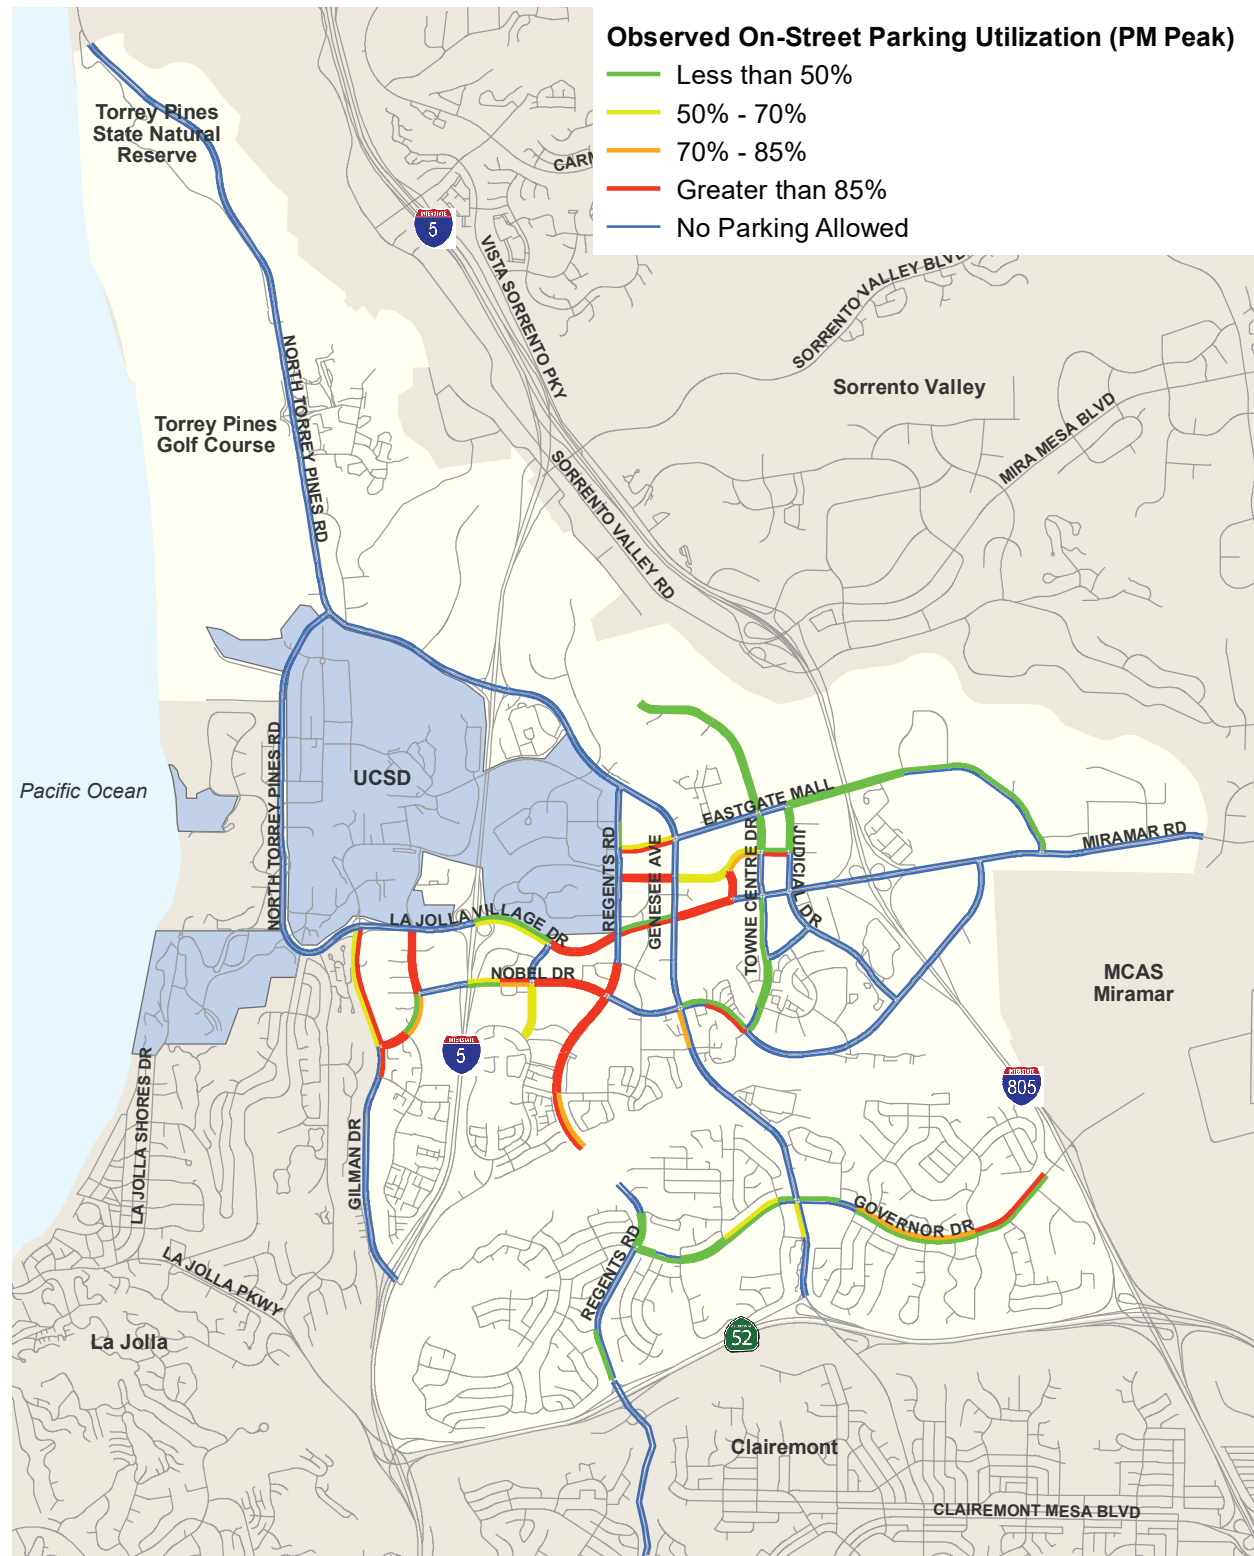 Observed On-Street Parking Utilization (PM Peak)
Less than 50%
50% - 70%
70% - 85%
Greater than 85%
No Parking Allowed
Torrey Pines
State Natural
Reserve
CARM
INTERSTATE
5
VISTA SORRENTO PKY
SORRENTO VALLEY BLVD
Sorrento Valley
MIRA MESA BLVD
NORTH TORREY PINES RD
Torrey Pines
Golf Course
SORRENTO VALLEY RD
NORTH TORREY PINES RD
UCSD
Pacific Ocean
EASTGATE MALL
MIRAMAR RD
REGENTS RD
GENESEE AVE
TOWNE CENTRE DR
JUDICIAL DR
LA JOLLA VILLAGE DR
NOBEL DR
MCAS
Miramar
INTERSTATE
5
INTERSTATE
805
LA JOLLA SHORES DR
GILMAN DR
GOVERNOR DR
REGENTS RD
LA JOLLA PKWY
La Jolla
52
Clairemont
CLAIREMONT MESA BLVD